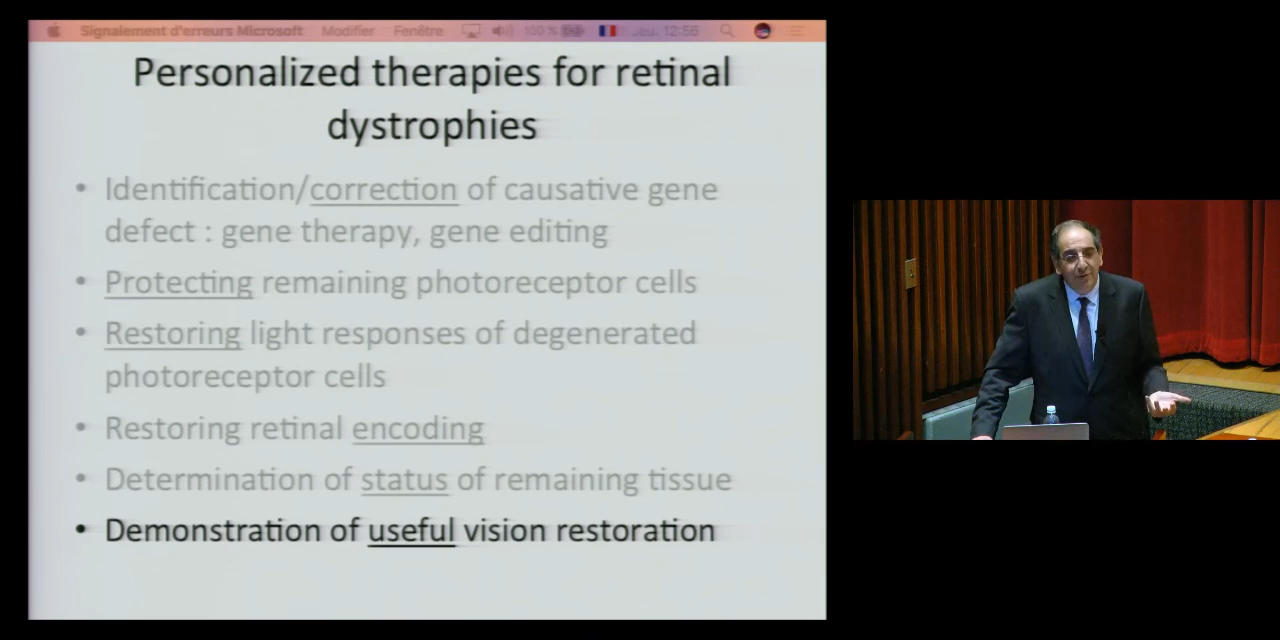 Signalement d'erreurs Microsoft Modifier Fenêtre 100 % Jeu. 12:56
Personalized therapies for retinal
dystrophies
• Identification/correction of causative gene
defect : gene therapy, gene editing
• Protecting remaining photoreceptor cells
• Restoring light responses of degenerated
photoreceptor cells
• Restoring retinal encoding
• Determination of status of remaining tissue
• Demonstration of useful vision restoration